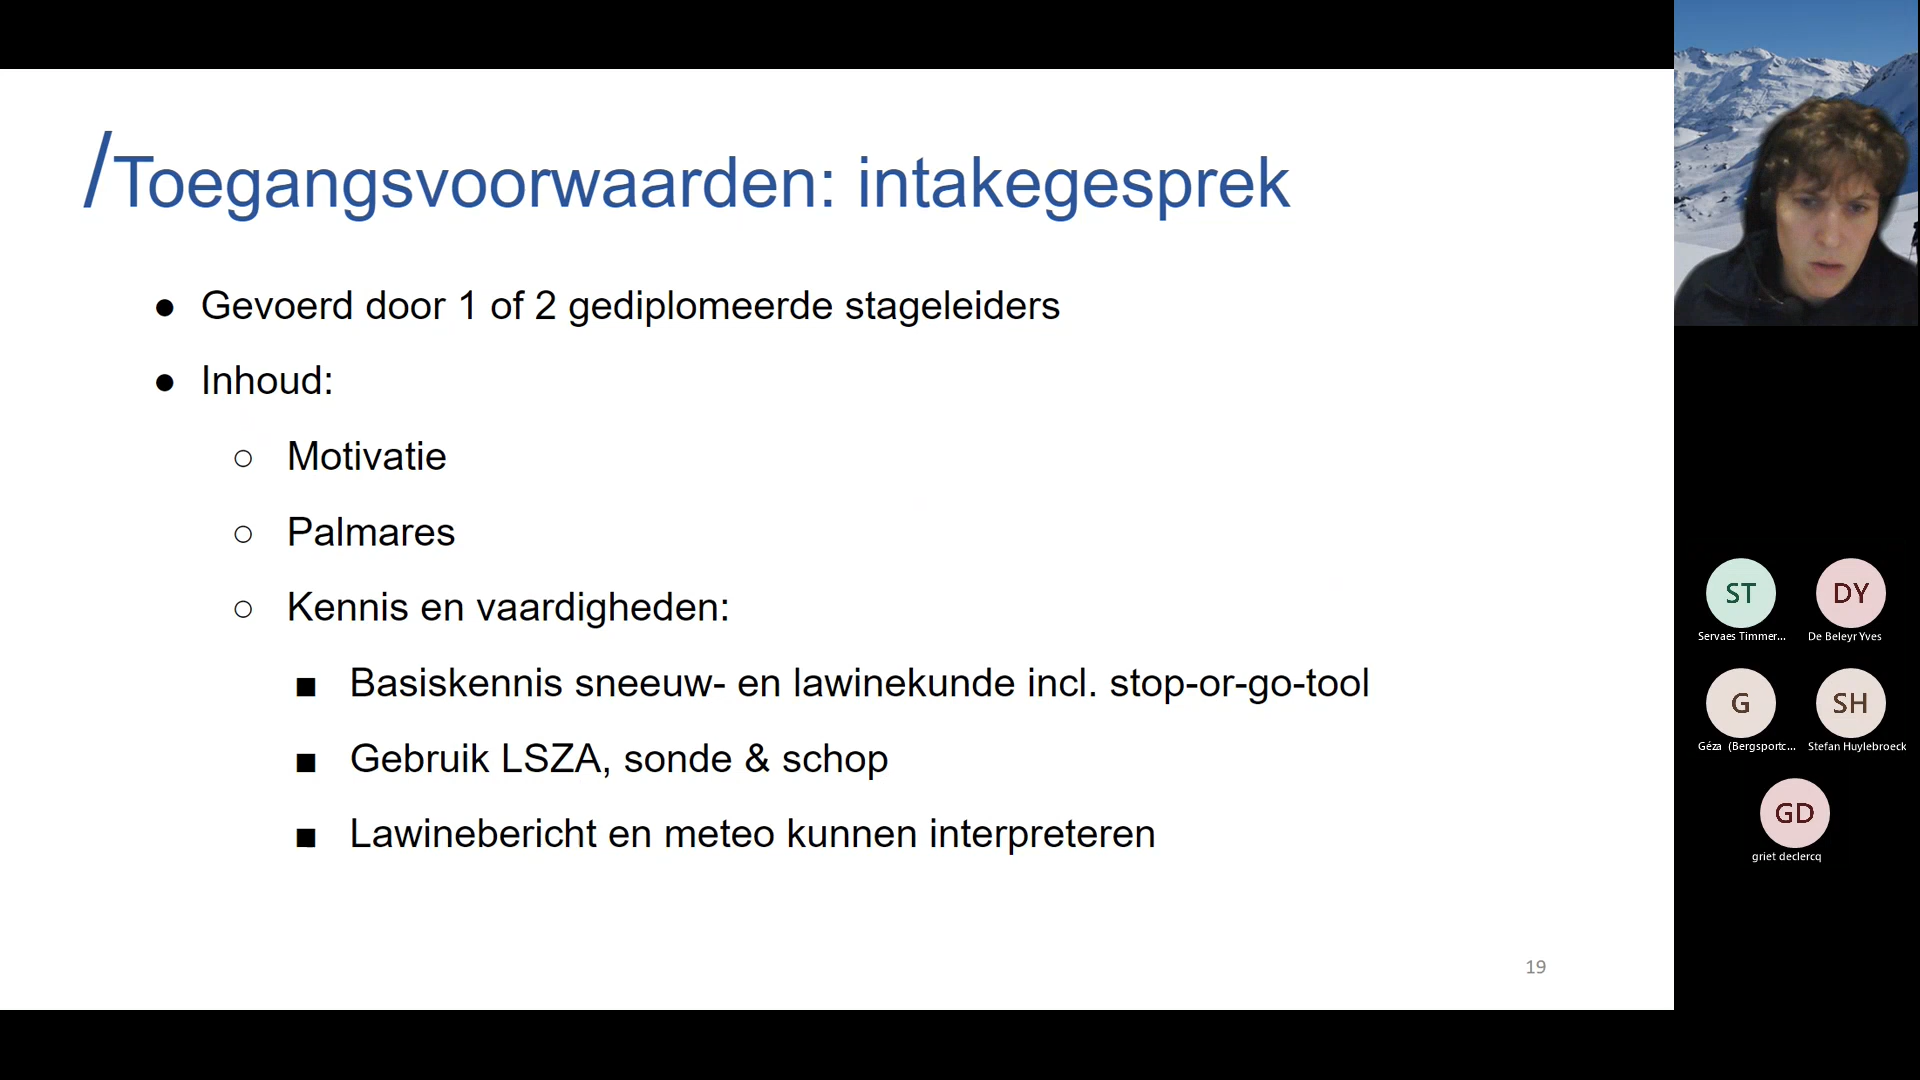 /Toegangsvoorwaarden: intakegesprek
● Gevoerd door 1 of 2 gediplomeerde stageleiders
● Inhoud:
○ Motivatie
○ Palmares
○ Kennis en vaardigheden:
■ Basiskennis sneeuw- en lawinekunde incl. stop-or-go-tool
■ Gebruik LSZA, sonde & schop
■ Lawinebericht en meteo kunnen interpreteren
19
ST
DY
Servaes Timmer...
De Beleyr Yves
G
SH
Géza (Bergsportc...
Stefan Huylebroeck
GD
griet declercq